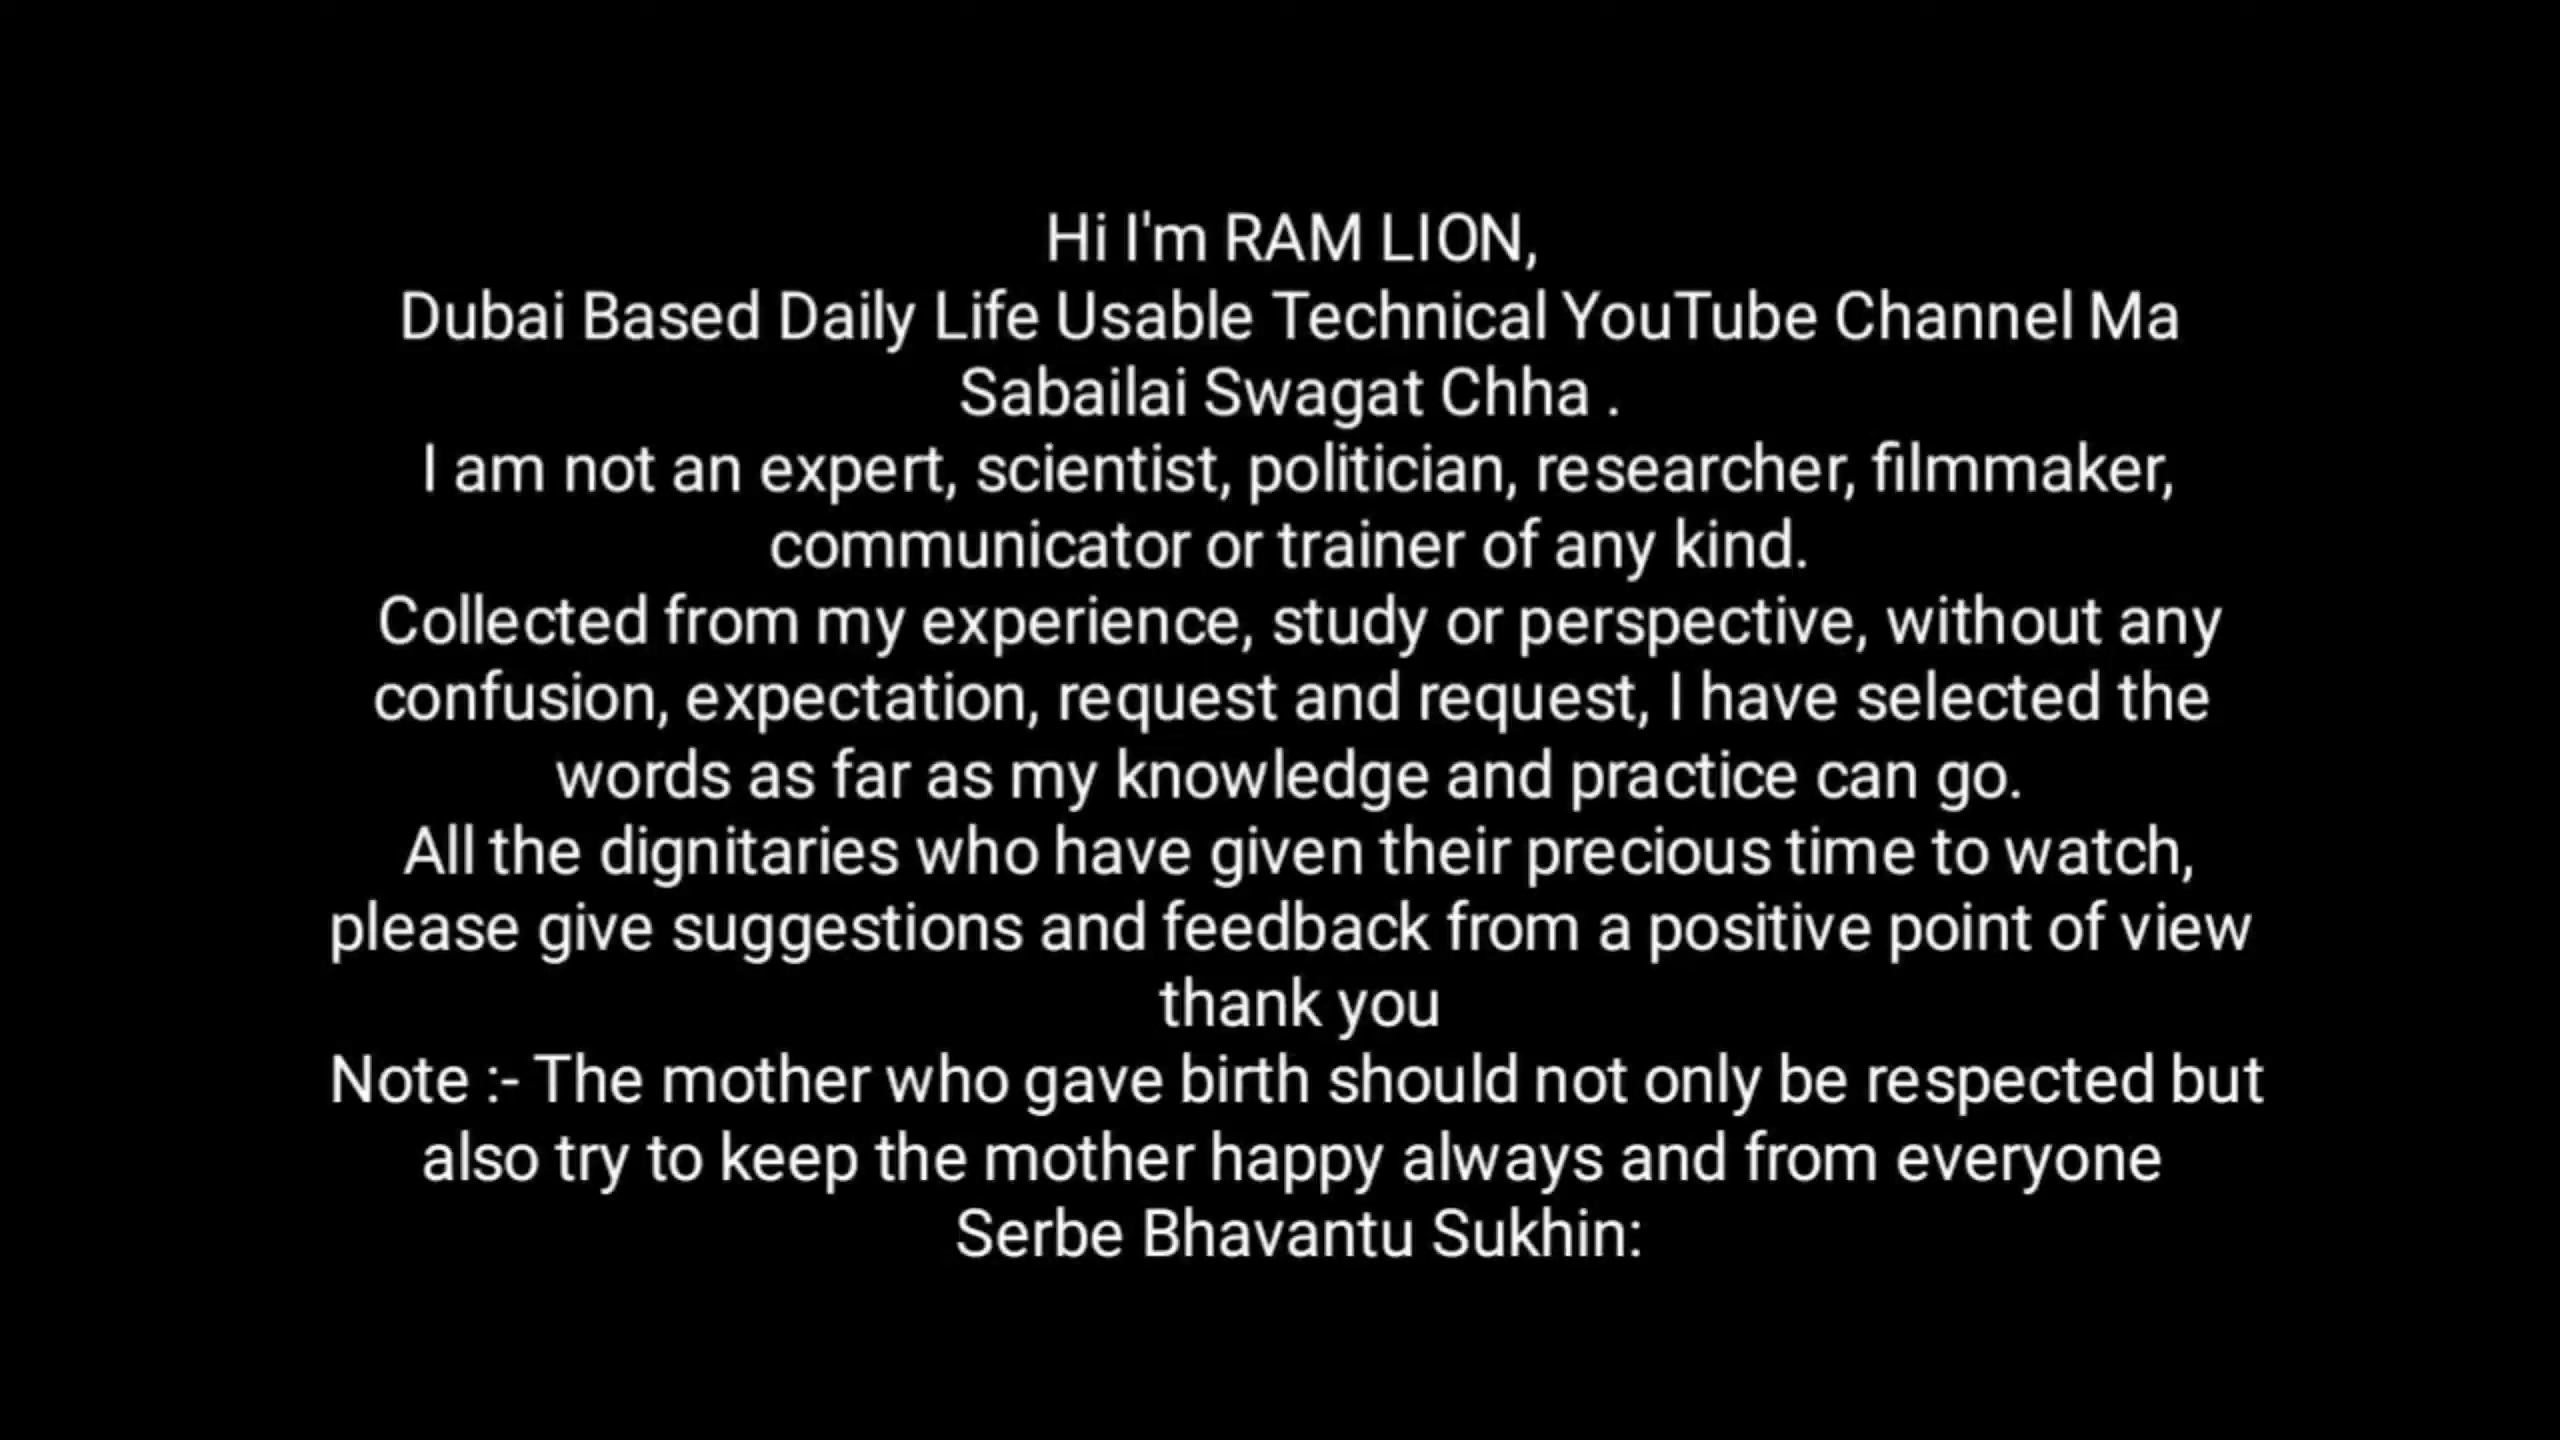 Hi I'm RAM LION,
Dubai Based Daily Life Usable Technical YouTube Channel Ma
Sabailai Swagat Chha .
I am not an expert, scientist, politician, researcher, filmmaker,
communicator or trainer of any kind.
Collected from my experience, study or perspective, without any
confusion, expectation, request and request, I have selected the
words as far as my knowledge and practice can go.
All the dignitaries who have given their precious time to watch,
please give suggestions and feedback from a positive point of view
thank you
Note :- The mother who gave birth should not only be respected but
also try to keep the mother happy always and from everyone
Serbe Bhavantu Sukhin: